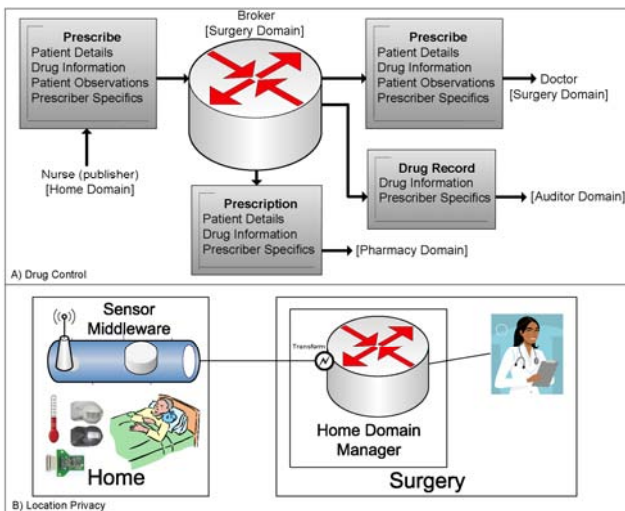 Broker
[Surgery Domain]
Prescribe
Patient Details
Drug Information
Patient Observations
Prescriber Specifics
Nurse (publisher)
[Home Domain]
Prescribe
Patient Details
Drug Information
Patient Observations
Prescriber Specifics
Doctor
[Surgery Domain]
Drug Record
Drug Information
Prescriber Specifics
[Auditor Domain]
Prescription
Patient Details
Drug Information
Prescriber Specifics
[Pharmacy Domain]
A) Drug Control
Sensor
Middleware
Home
Transform
Home Domain
Manager
Surgery
B) Location Privacy